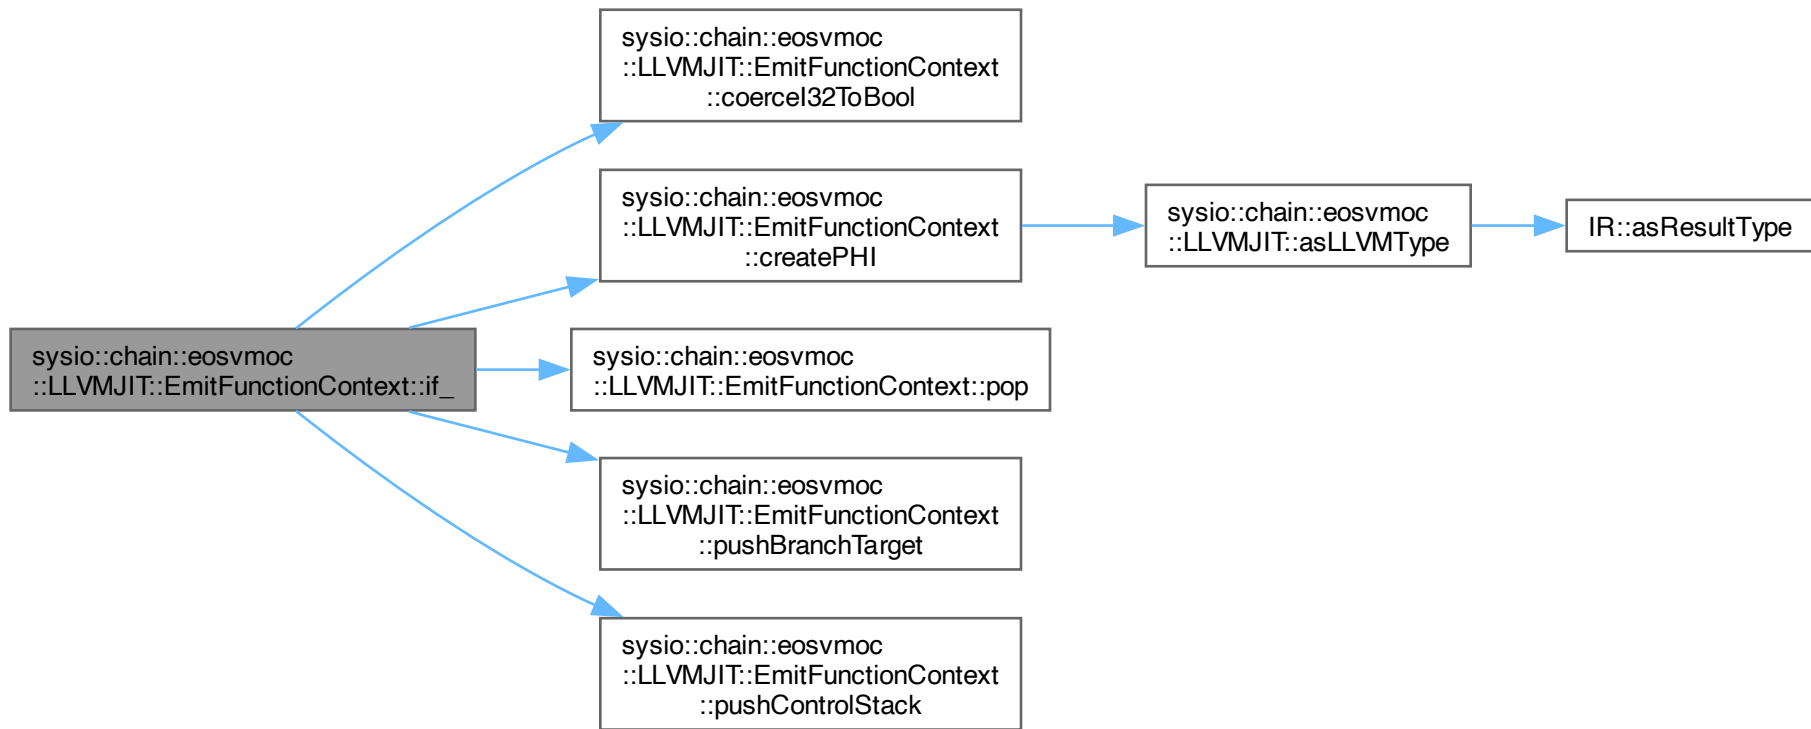 sysio::chain::eosvmoc
::LLVMJIT::EmitFunctionContext::if_
sysio::chain::eosvmoc
::LLVMJIT::EmitFunctionContext
::coerceI32ToBool
sysio::chain::eosvmoc
::LLVMJIT::EmitFunctionContext
::createPHI
sysio::chain::eosvmoc
::LLVMJIT::asLLVMType
IR::asResultType
sysio::chain::eosvmoc
::LLVMJIT::EmitFunctionContext::pop
sysio::chain::eosvmoc
::LLVMJIT::EmitFunctionContext
::pushBranchTarget
sysio::chain::eosvmoc
::LLVMJIT::EmitFunctionContext
::pushControlStack